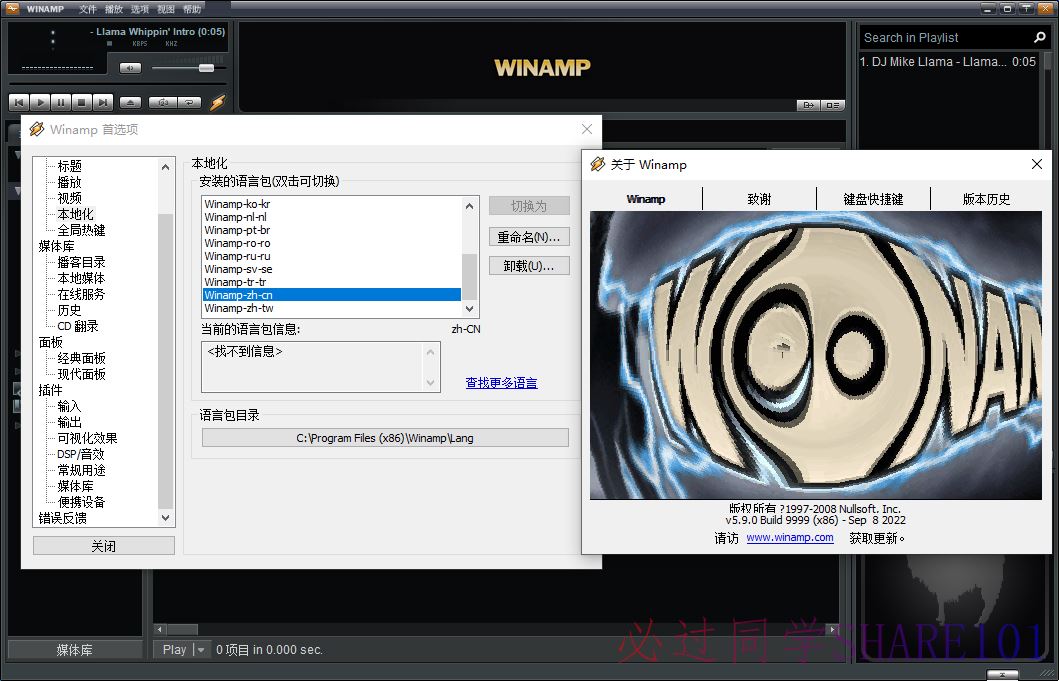 WINAMP 文件 播放 选项 视图 帮助
- Llama Whippin' Intro (0:05)
KBPS KHZ
WINAMP
Search in Playlist
1. DJ Mike Llama - Llama... 0:05
Winamp 首选项
标题
播放
视频
本地化
全局热键
媒体库
播客目录
本地媒体
在线服务
历史
CD 翻录
面板
经典面板
现代面板
插件
输入
输出
可视化效果
DSP/音效
常规用途
媒体库
便携设备
错误反馈
关闭
本地化
安装的语言包(双击可切换)
Winamp-ko-kr
Winamp-nl-nl
Winamp-pt-br
Winamp-ro-ro
Winamp-ru-ru
Winamp-sv-se
Winamp-tr-tr
Winamp-zh-cn
Winamp-zh-tw
切换为
重命名(N)...
卸载(U)...
当前的语言包信息: zh-CN
<找不到信息>
查找更多语言
语言包目录
C:\Program Files (x86)\Winamp\Lang
关于 Winamp
Winamp 致谢 键盘快捷键 版本历史
版权所有 ?1997-2008 Nullsoft, Inc.
v5.9.0 Build 9999 (x86) - Sep 8 2022
请访 www.winamp.com 获取更新。
媒体库 Play 0 项目 in 0.000 sec.
必过同学SHARE101